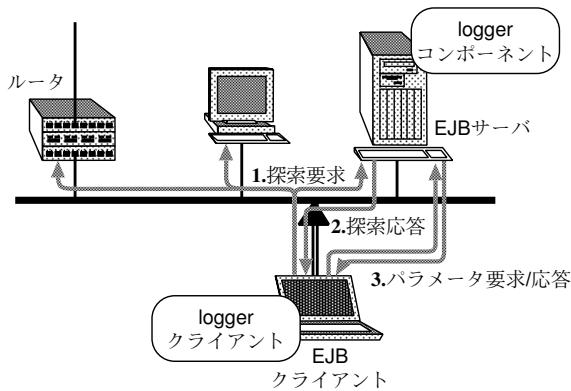 logger
コンポーネント
ルータ
EJBサーバ
1.探索要求
2.探索応答
3.パラメータ要求/応答
logger
クライアント
EJB
クライアント